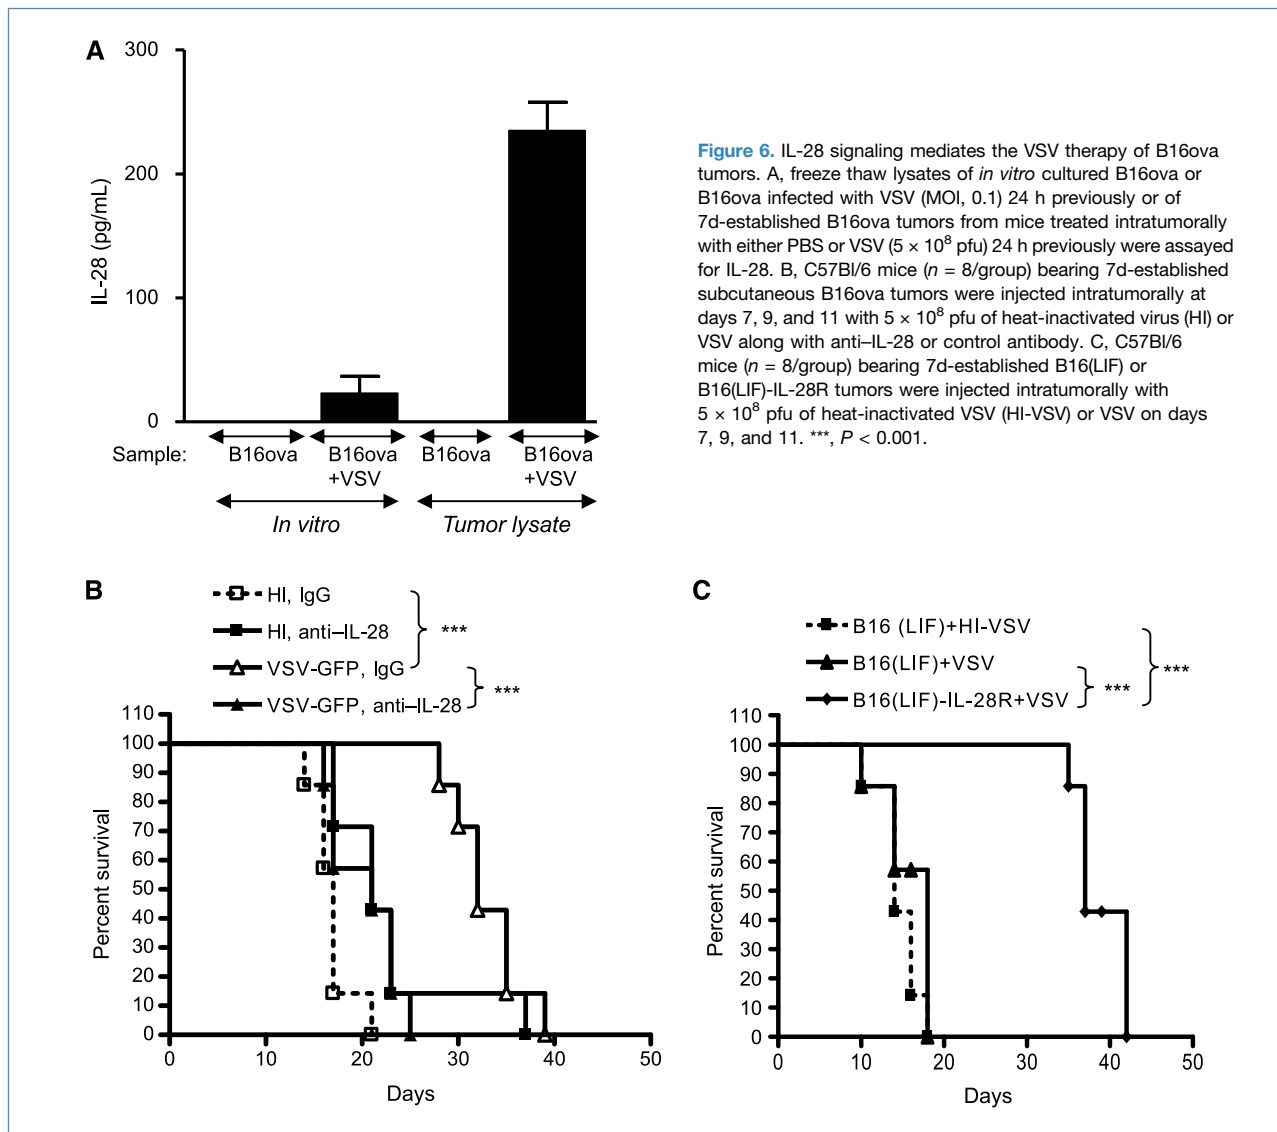 A
300
200
100
0
IL-28 (pg/mL)
Sample:
B16ova
B16ova
+VSV
B16ova
B16ova
+VSV
In vitro
Tumor lysate
Figure 6. IL-28 signaling mediates the VSV therapy of B16ova
tumors. A, freeze thaw lysates of in vitro cultured B16ova or
B16ova infected with VSV (MOI, 0.1) 24 h previously or of
7d-established B16ova tumors from mice treated intratumorally
with either PBS or VSV (5 × 10⁸ pfu) 24 h previously were assayed
for IL-28. B, C57Bl/6 mice (n = 8/group) bearing 7d-established
subcutaneous B16ova tumors were injected intratumorally at
days 7, 9, and 11 with 5 × 10⁸ pfu of heat-inactivated virus (HI) or
VSV along with anti–IL-28 or control antibody. C, C57Bl/6
mice (n = 8/group) bearing 7d-established B16(LIF) or
B16(LIF)-IL-28R tumors were injected intratumorally with
5 × 10⁸ pfu of heat-inactivated VSV (HI-VSV) or VSV on days
7, 9, and 11. ***, P < 0.001.
B
HI, IgG
HI, anti–IL-28
VSV-GFP, IgG
VSV-GFP, anti–IL-28
***
***
110
100
90
80
70
60
50
40
30
20
10
0
Percent survival
0 10 20 30 40 50
Days
C
B16 (LIF)+HI-VSV
B16(LIF)+VSV
B16(LIF)-IL-28R+VSV
***
***
110
100
90
80
70
60
50
40
30
20
10
0
Percent survival
0 10 20 30 40 50
Days